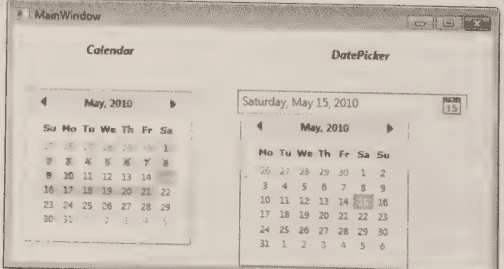 MainWindow
Calendar
DatePicker
Saturday, May 15, 2010
15
May, 2010
Su Mo Tu We Th Fr Sa
1
2 3 4 5 6 7 8
9 10 11 12 13 14
16 17 18 19 20 21 22
23 24 25 26 27 28 29
30 31 1 2 3 4 5
May, 2010
Mo Tu We Th Fr Sa Su
26 27 28 29 30 1 2
3 4 5 6 7 8 9
10 11 12 13 14 15 16
17 18 19 20 21 22 23
24 25 26 27 28 29 30
31 1 2 3 4 5 6